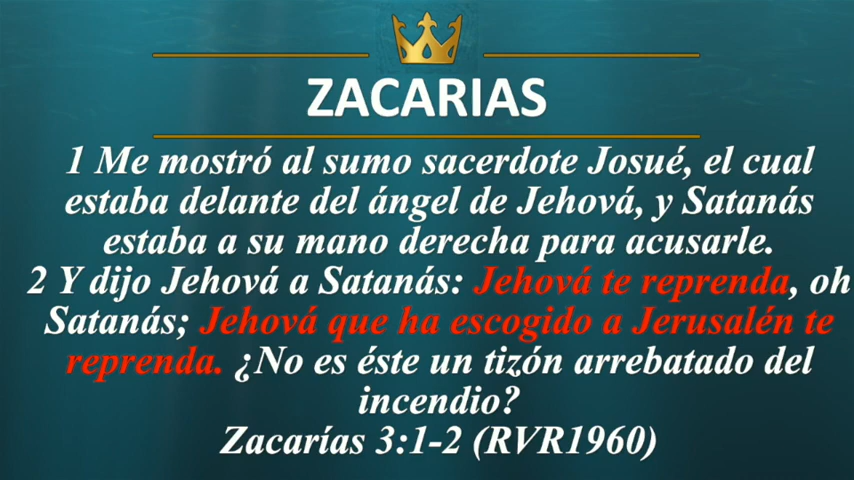 ZACARIAS
1 Me mostró al sumo sacerdote Josué, el cual
estaba delante del ángel de Jehová, y Satanás
estaba a su mano derecha para acusarle.
2 Y dijo Jehová a Satanás: Jehová te reprenda, oh
Satanás; Jehová que ha escogido a Jerusalén te
reprenda. ¿No es éste un tizón arrebatado del
incendio?
Zacarías 3:1-2 (RVR1960)